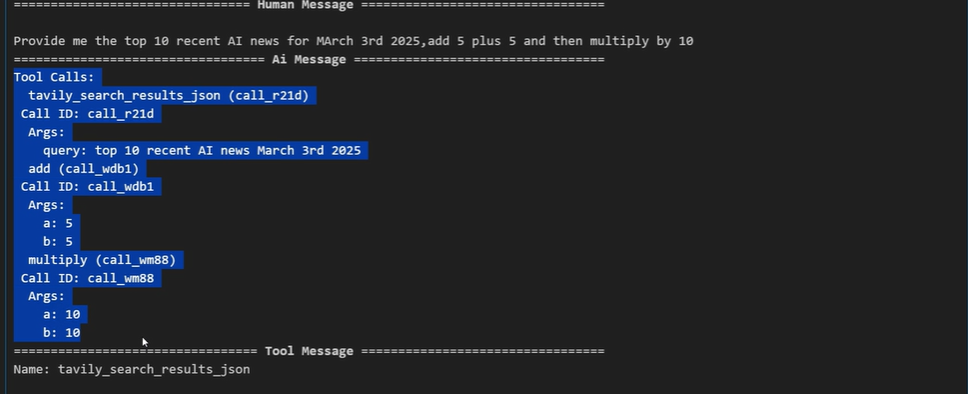 ================================ Human Message =================================
Provide me the top 10 recent AI news for MArch 3rd 2025,add 5 plus 5 and then multiply by 10
================================== Ai Message ==================================
Tool Calls:
  tavily_search_results_json (call_r21d)
 Call ID: call_r21d
  Args:
    query: top 10 recent AI news March 3rd 2025
  add (call_wdb1)
 Call ID: call_wdb1
  Args:
    a: 5
    b: 5
  multiply (call_wm88)
 Call ID: call_wm88
  Args:
    a: 10
    b: 10
================================= Tool Message =================================
Name: tavily_search_results_json